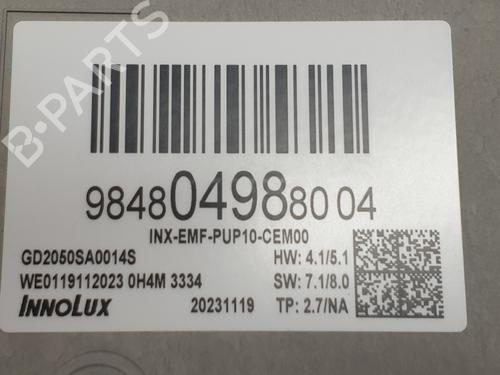 9848049880 04
INX-EMF-PUP10-CEM00
GD2050SA0014S HW: 4.1/5.1
WE0119112023 0H4M 3334 SW: 7.1/8.0
INNOLUX 20231119 TP: 2.7/NA
B-PARTS